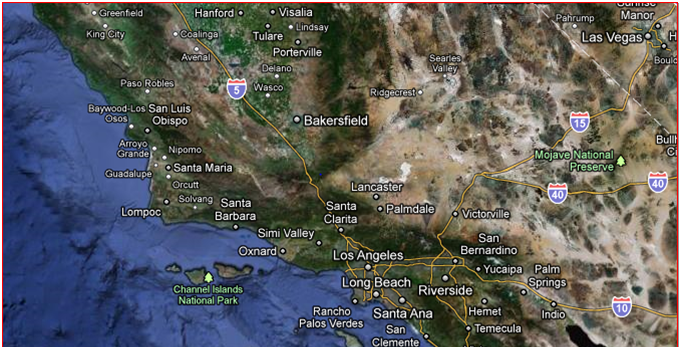 Greenfield
Hanford
Visalia
Sunrise
Manor
King City
Coalinga
Tulare
Lindsay
Pahrump
Las Vegas
Avenal
Porterville
Searles
Valley
Delano
Wasco
Paso Robles
5
Ridgecrest
Baywood-Los
Osos
San Luis
Obispo
Bakersfield
15
Arroyo
Grande
Nipomo
Mojave National
Preserve
Guadalupe
Santa Maria
Orcutt
Lancaster
40
40
Lompoc
Solvang
Santa
Barbara
Santa
Clarita
Palmdale
Victorville
Simi Valley
Oxnard
Los Angeles
San
Bernardino
Yucaipa
Palm
Springs
Channel Islands
National Park
Long Beach
Riverside
Rancho
Palos Verdes
Santa Ana
Hemet
Indio
10
San
Clemente
Temecula